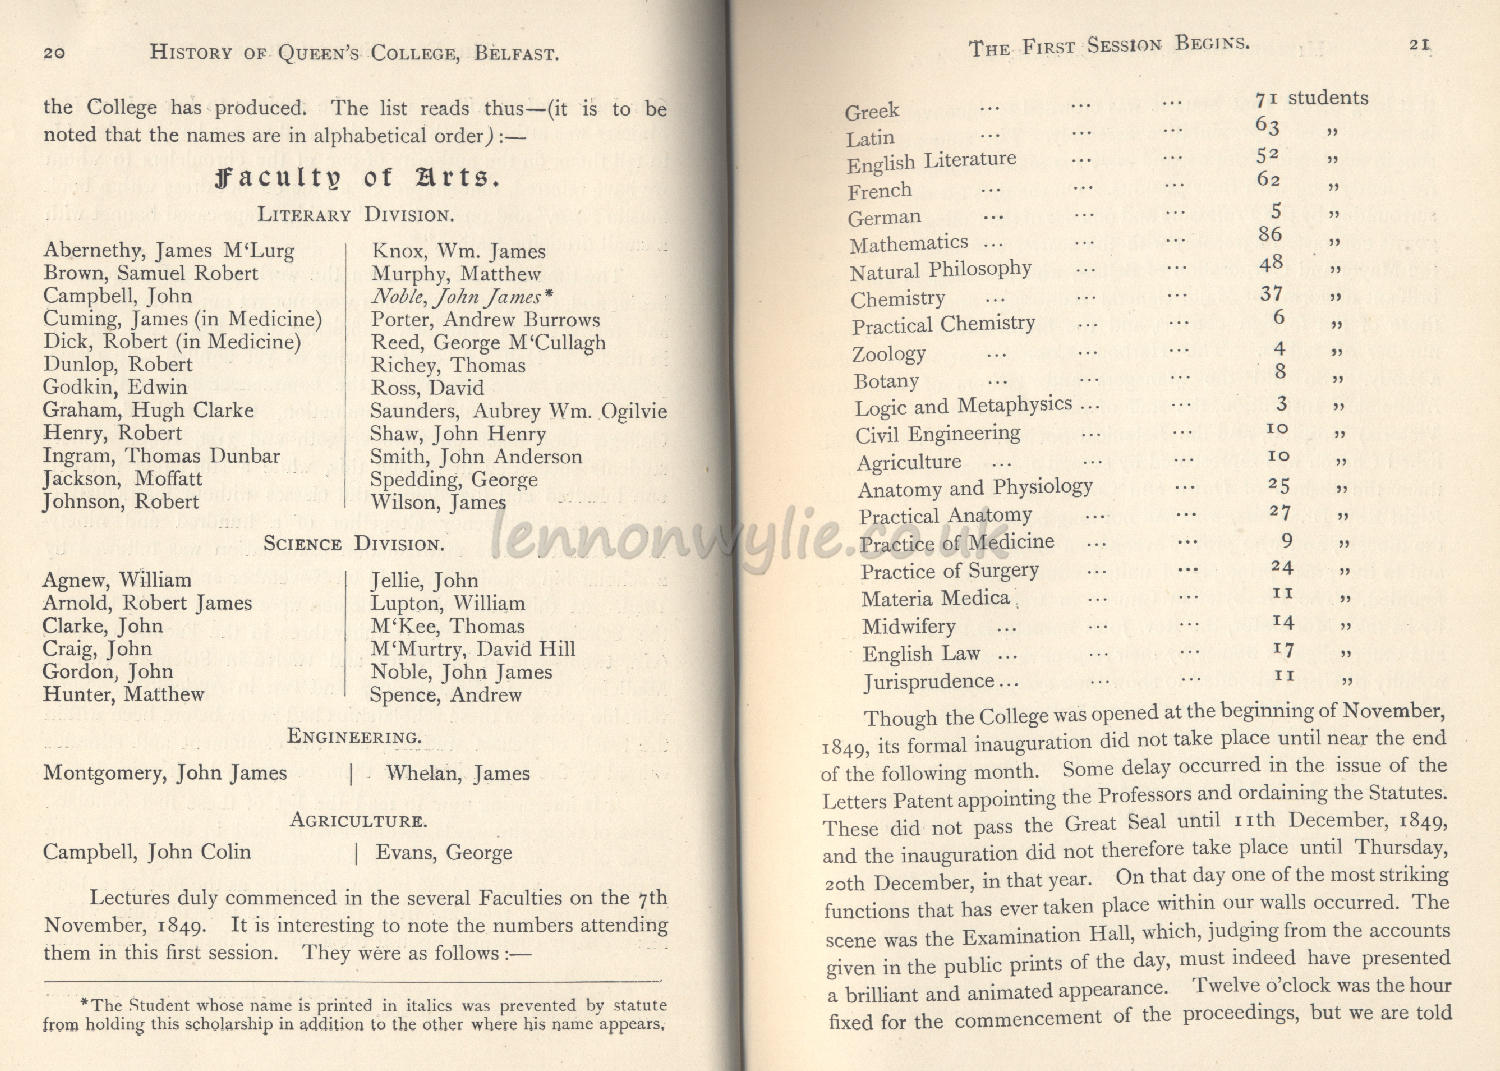 20 HISTORY OF QUEEN'S COLLEGE, BELFAST.
the College has produced. The list reads thus—(it is to be
noted that the names are in alphabetical order) :—
Faculty of Arts.
LITERARY DIVISION.
Abernethy, James M'Lurg
Brown, Samuel Robert
Campbell, John
Cuming, James (in Medicine)
Dick, Robert (in Medicine)
Dunlop, Robert
Godkin, Edwin
Graham, Hugh Clarke
Henry, Robert
Ingram, Thomas Dunbar
Jackson, Moffatt
Johnson, Robert
Knox, Wm. James
Murphy, Matthew
Noble, John James*
Porter, Andrew Burrows
Reed, George M'Cullagh
Richey, Thomas
Ross, David
Saunders, Aubrey Wm. Ogilvie
Shaw, John Henry
Smith, John Anderson
Spedding, George
Wilson, James
SCIENCE DIVISION.
Agnew, William
Arnold, Robert James
Clarke, John
Craig, John
Gordon, John
Hunter, Matthew
Jellie, John
Lupton, William
M'Kee, Thomas
M'Murtry, David Hill
Noble, John James
Spence, Andrew
ENGINEERING.
Montgomery, John James | Whelan, James
AGRICULTURE.
Campbell, John Colin | Evans, George
Lectures duly commenced in the several Faculties on the 7th
November, 1849. It is interesting to note the numbers attending
them in this first session. They were as follows :—
*The Student whose name is printed in italics was prevented by statute
from holding this scholarship in addition to the other where his name appears.
THE FIRST SESSION BEGINS. 21
Greek ... ... ... 71 students
Latin ... ... ... 63 „
English Literature ... ... 52 „
French ... ... ... 62 „
German ... ... ... 5 „
Mathematics ... ... ... 86 „
Natural Philosophy ... ... 48 „
Chemistry ... ... ... 37 „
Practical Chemistry ... ... 6 „
Zoology ... ... ... 4 „
Botany ... ... ... 8 „
Logic and Metaphysics ... ... 3 „
Civil Engineering ... ... 10 „
Agriculture ... ... ... 10 „
Anatomy and Physiology ... 25 „
Practical Anatomy ... ... 27 „
Practice of Medicine ... ... 9 „
Practice of Surgery ... ... 24 „
Materia Medica ... ... 11 „
Midwifery ... ... ... 14 „
English Law ... ... ... 17 „
Jurisprudence ... ... ... 11 „
Though the College was opened at the beginning of November,
1849, its formal inauguration did not take place until near the end
of the following month. Some delay occurred in the issue of the
Letters Patent appointing the Professors and ordaining the Statutes.
These did not pass the Great Seal until 11th December, 1849,
and the inauguration did not therefore take place until Thursday,
20th December, in that year. On that day one of the most striking
functions that has ever taken place within our walls occurred. The
scene was the Examination Hall, which, judging from the accounts
given in the public prints of the day, must indeed have presented
a brilliant and animated appearance. Twelve o'clock was the hour
fixed for the commencement of the proceedings, but we are told
lennonwylie.co.uk